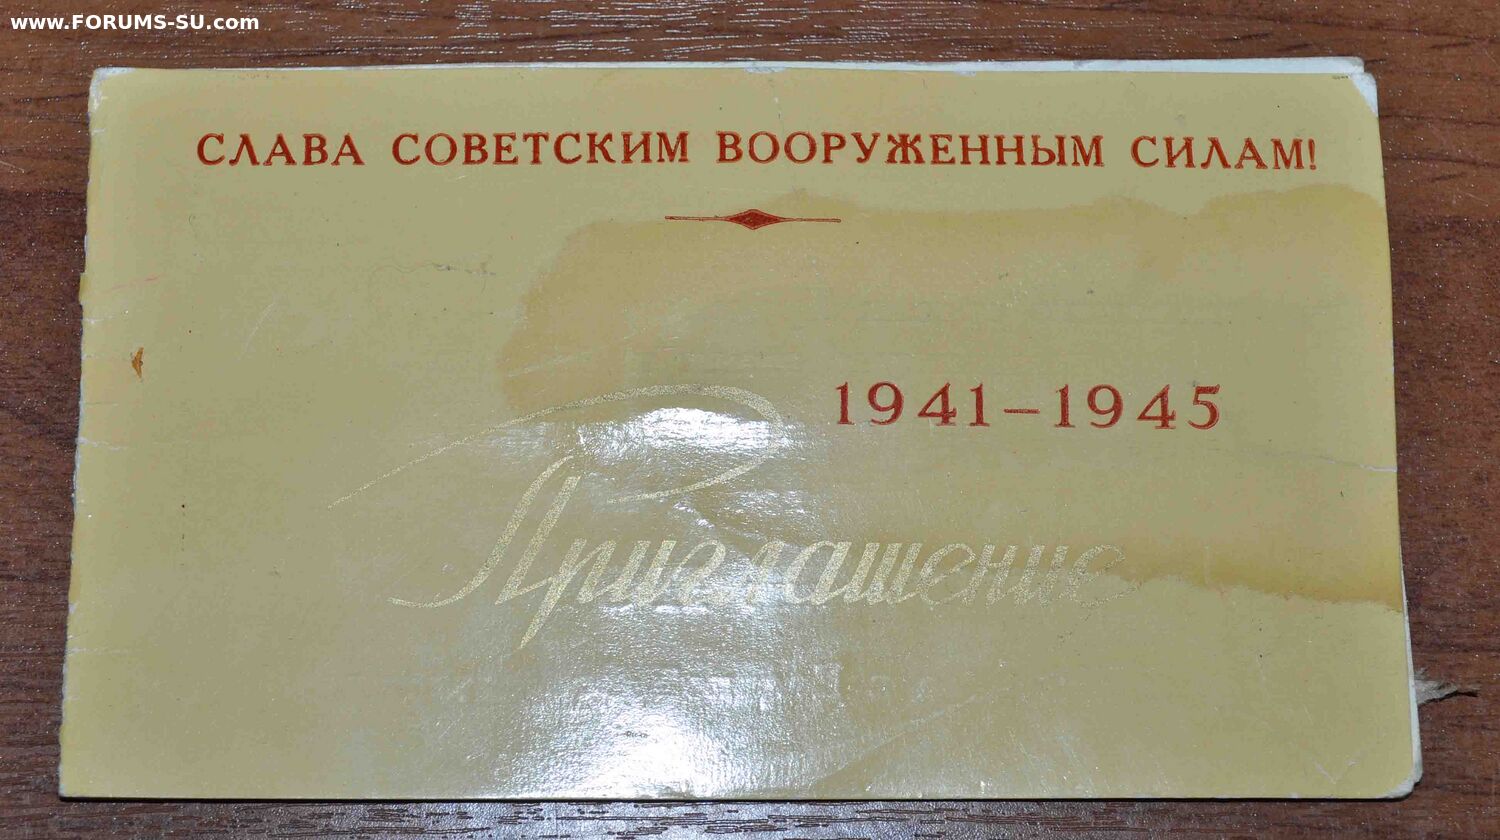 www.FORUMS-SU.com
СЛАВА СОВЕТСКИМ ВООРУЖЕННЫМ СИЛАМ!
1941–1945
Приглашение